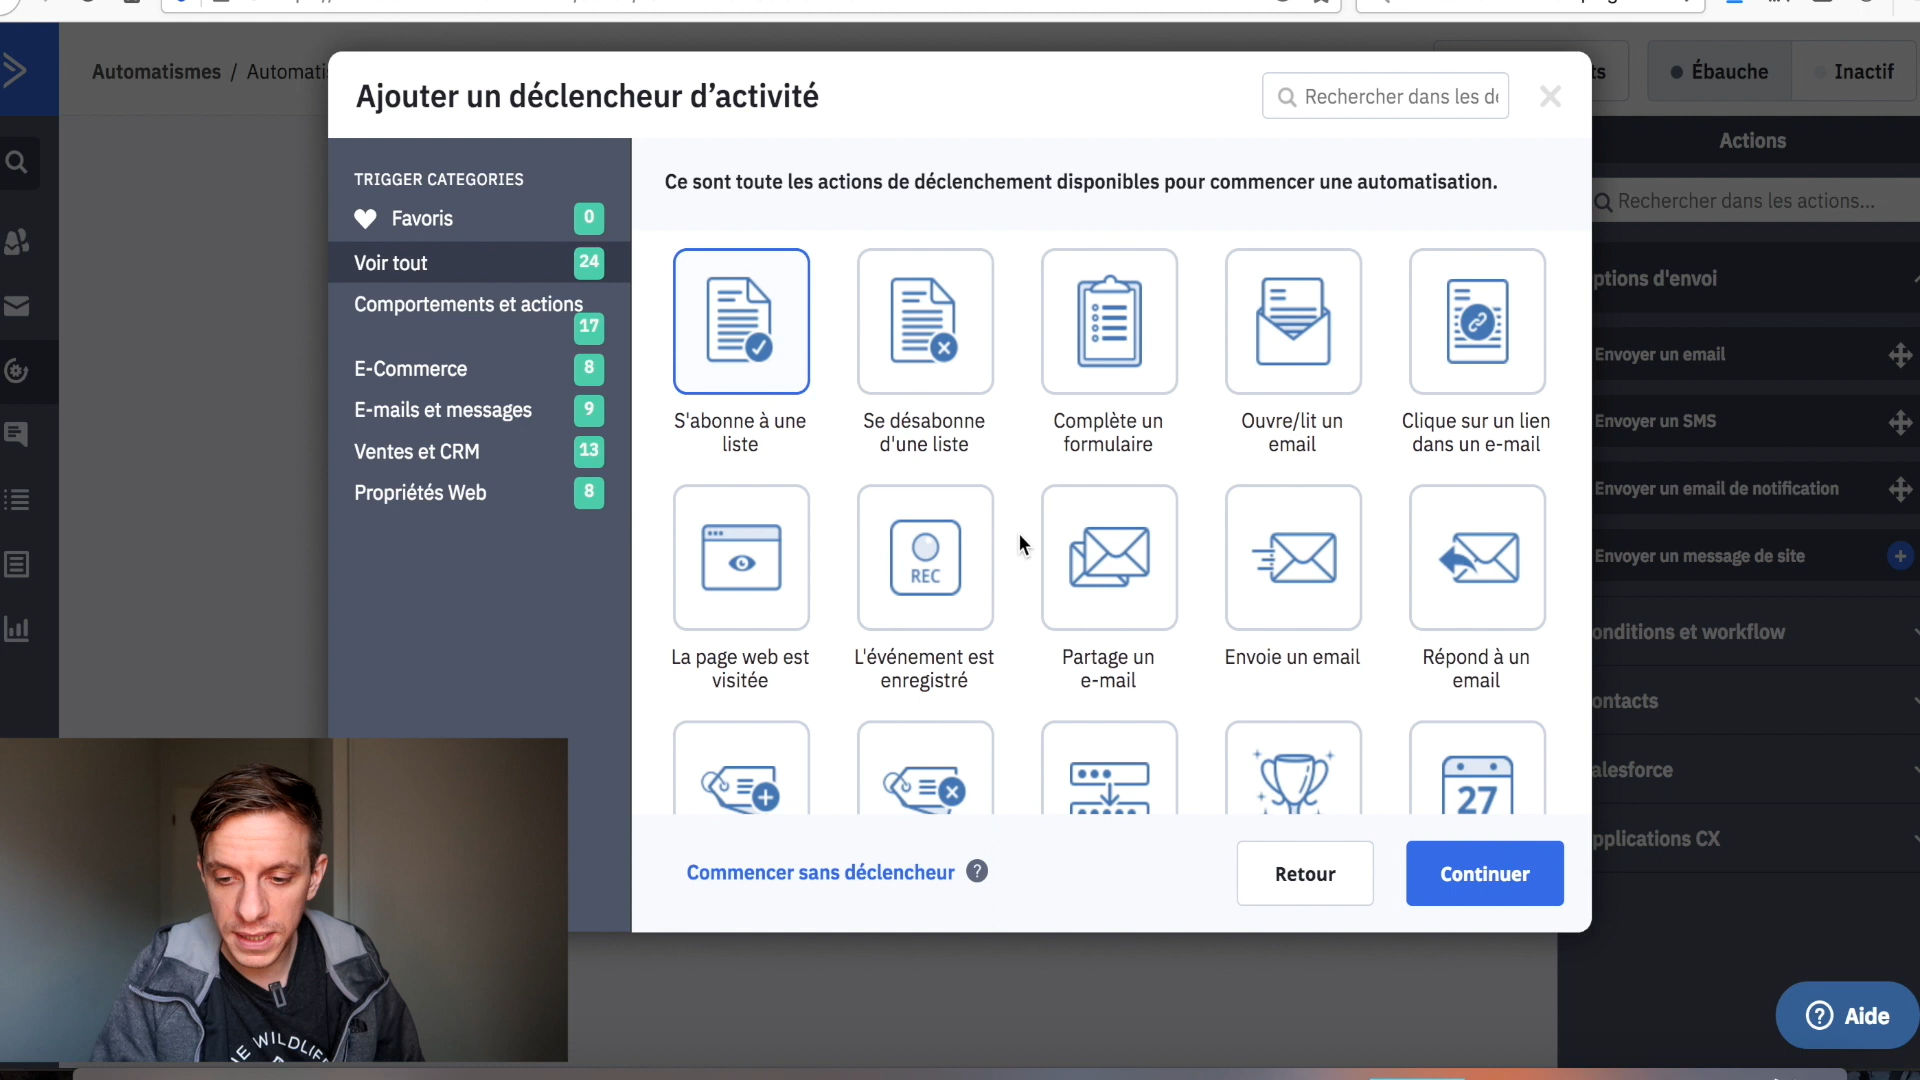 Automatismes / Automati
Ajouter un déclencheur d'activité
Rechercher dans les dé
ts
Ébauche
Inactif
Actions
Rechercher dans les actions...
TRIGGER CATEGORIES
Favoris 0
Voir tout 24
Comportements et actions
17
E-Commerce 8
E-mails et messages 9
Ventes et CRM 13
Propriétés Web 8
Ce sont toute les actions de déclenchement disponibles pour commencer une automatisation.
S'abonne à une
liste
Se désabonne
d'une liste
Complète un
formulaire
Ouvre/lit un
email
Clique sur un lien
dans un e-mail
REC
La page web est
visitée
L'événement est
enregistré
Partage un
e-mail
Envoie un email
Répond à un
email
27
Commencer sans déclencheur ?
Retour
Continuer
ptions d'envoi
Envoyer un email
Envoyer un SMS
Envoyer un email de notification
Envoyer un message de site
onditions et workflow
ontacts
alesforce
pplications CX
? Aide
E WILDLIF